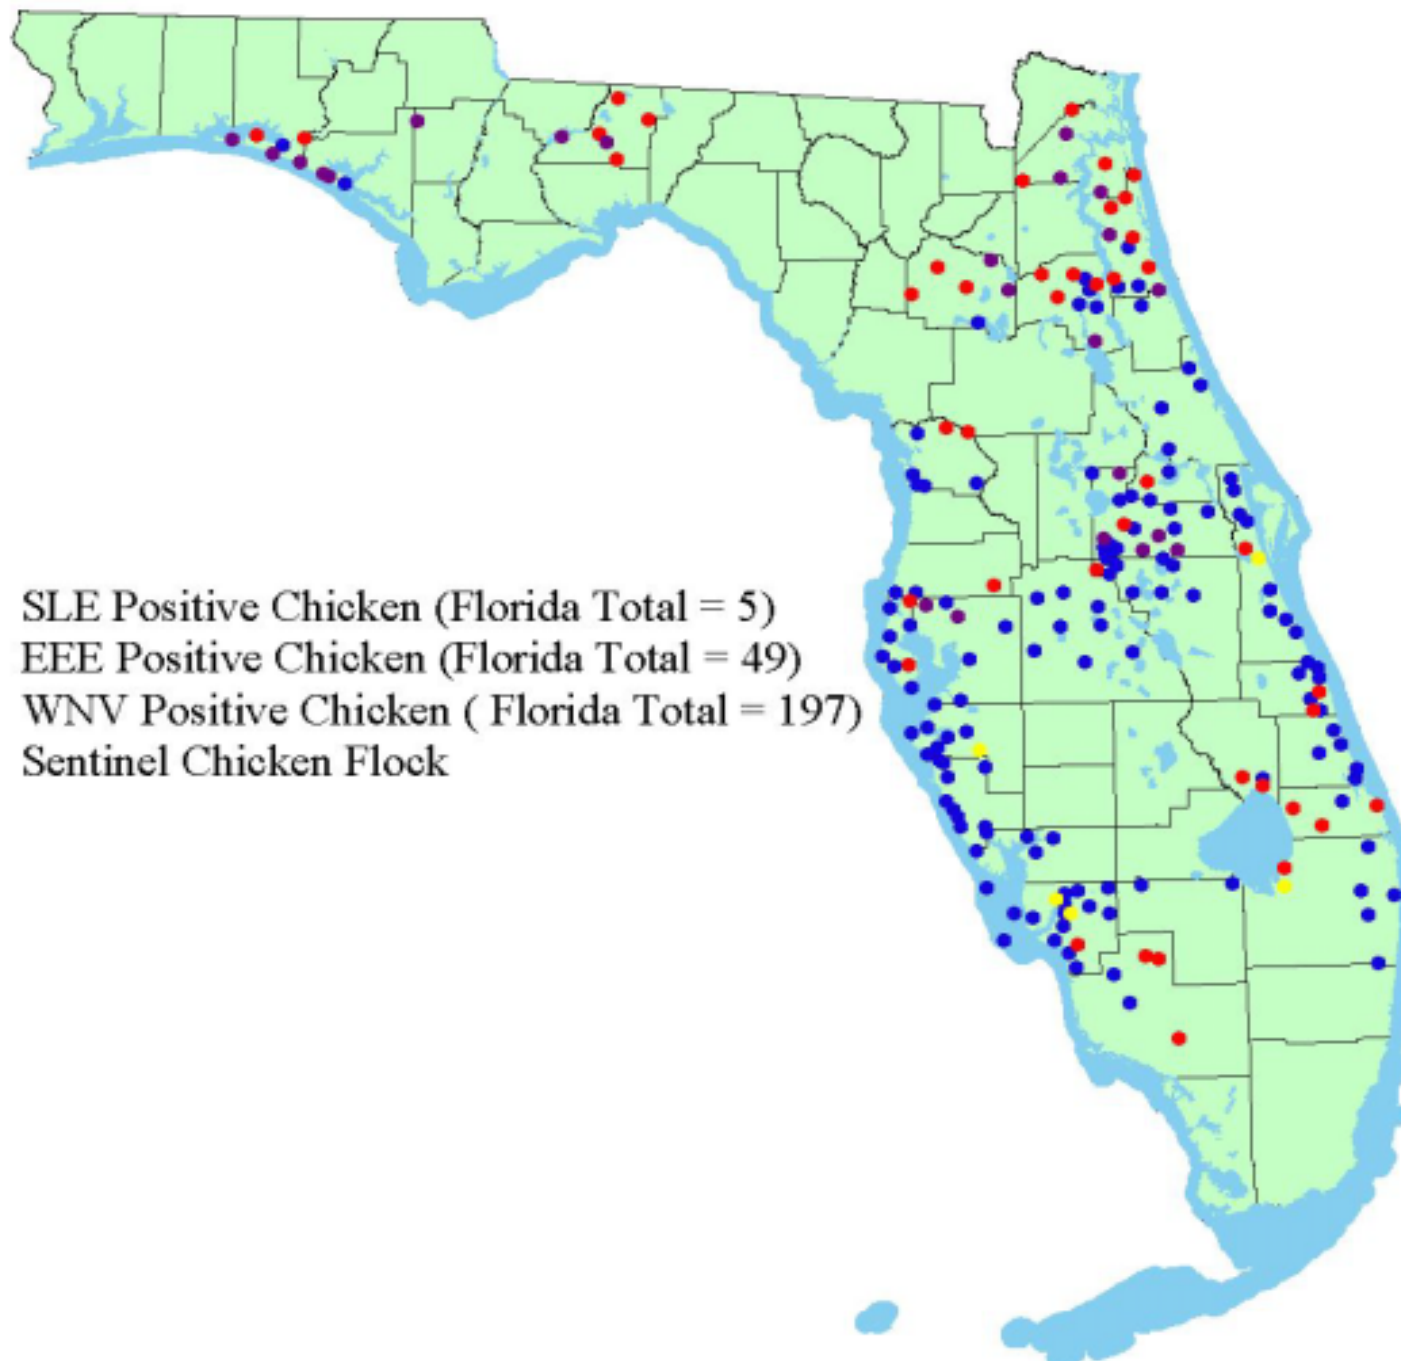 SLE Positive Chicken (Florida Total = 5)
EEE Positive Chicken (Florida Total = 49)
WNV Positive Chicken ( Florida Total = 197)
Sentinel Chicken Flock